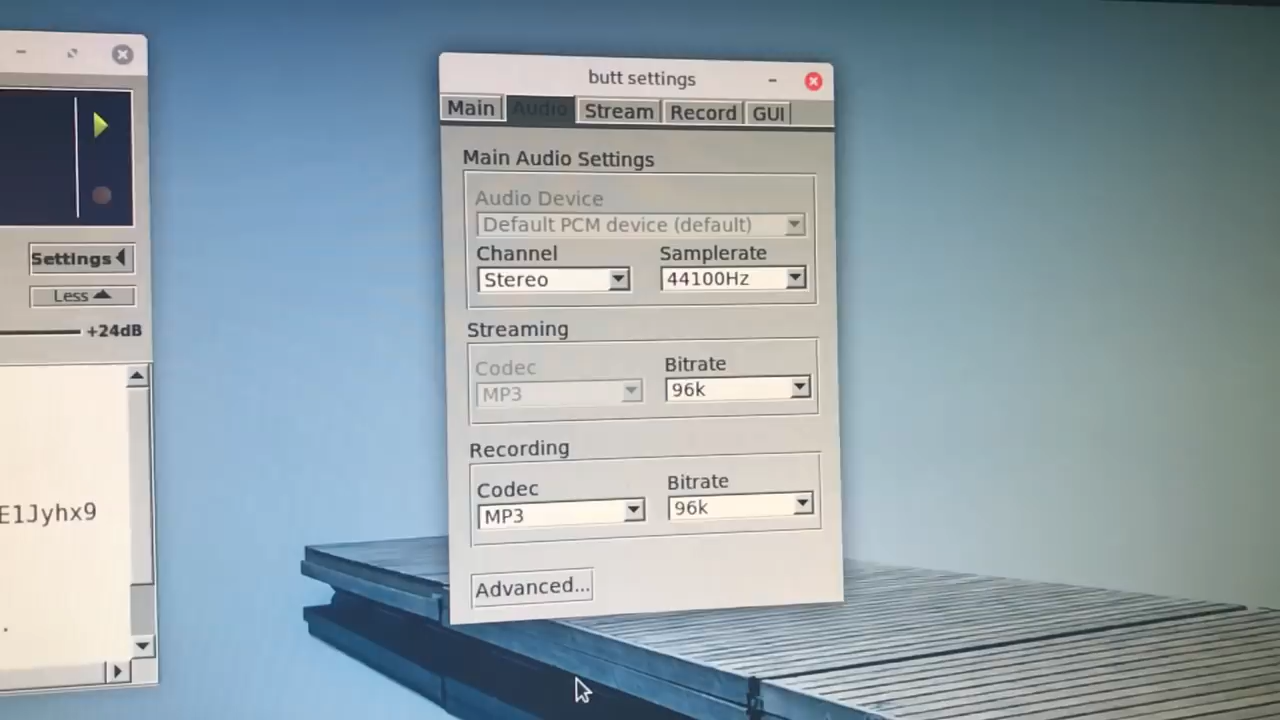 butt settings
Main Audio Stream Record GUI
Main Audio Settings
Audio Device
Default PCM device (default)
Channel Samplerate
Stereo 44100Hz
Streaming
Codec Bitrate
MP3 96k
Recording
Codec Bitrate
MP3 96k
Advanced...
Settings
Less
+24dB
E1Jyhx9
.